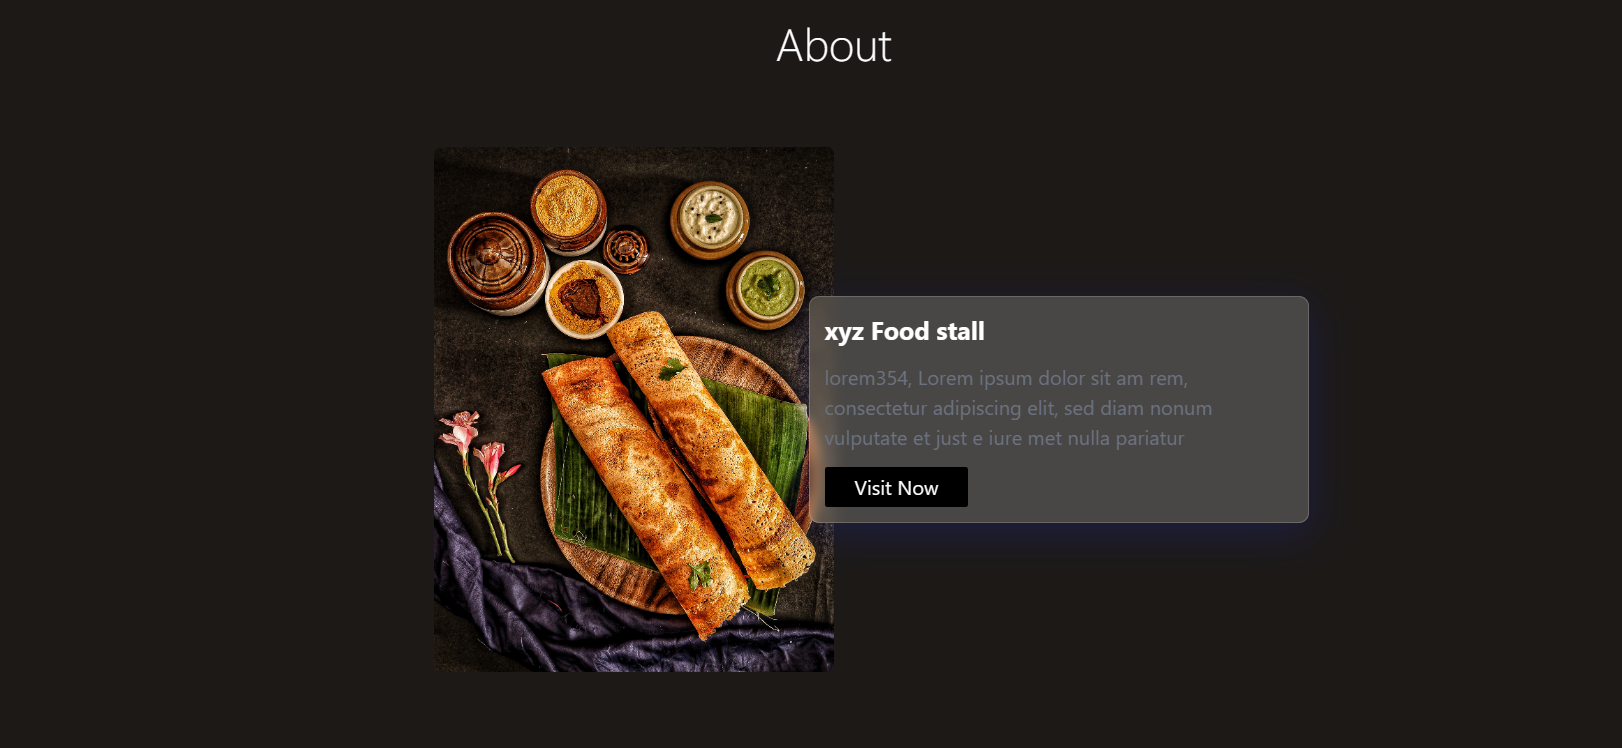 About
xyz Food stall
lorem354, Lorem ipsum dolor sit am rem,
consectetur adipiscing elit, sed diam nonum
vulputate et just e iure met nulla pariatur
Visit Now